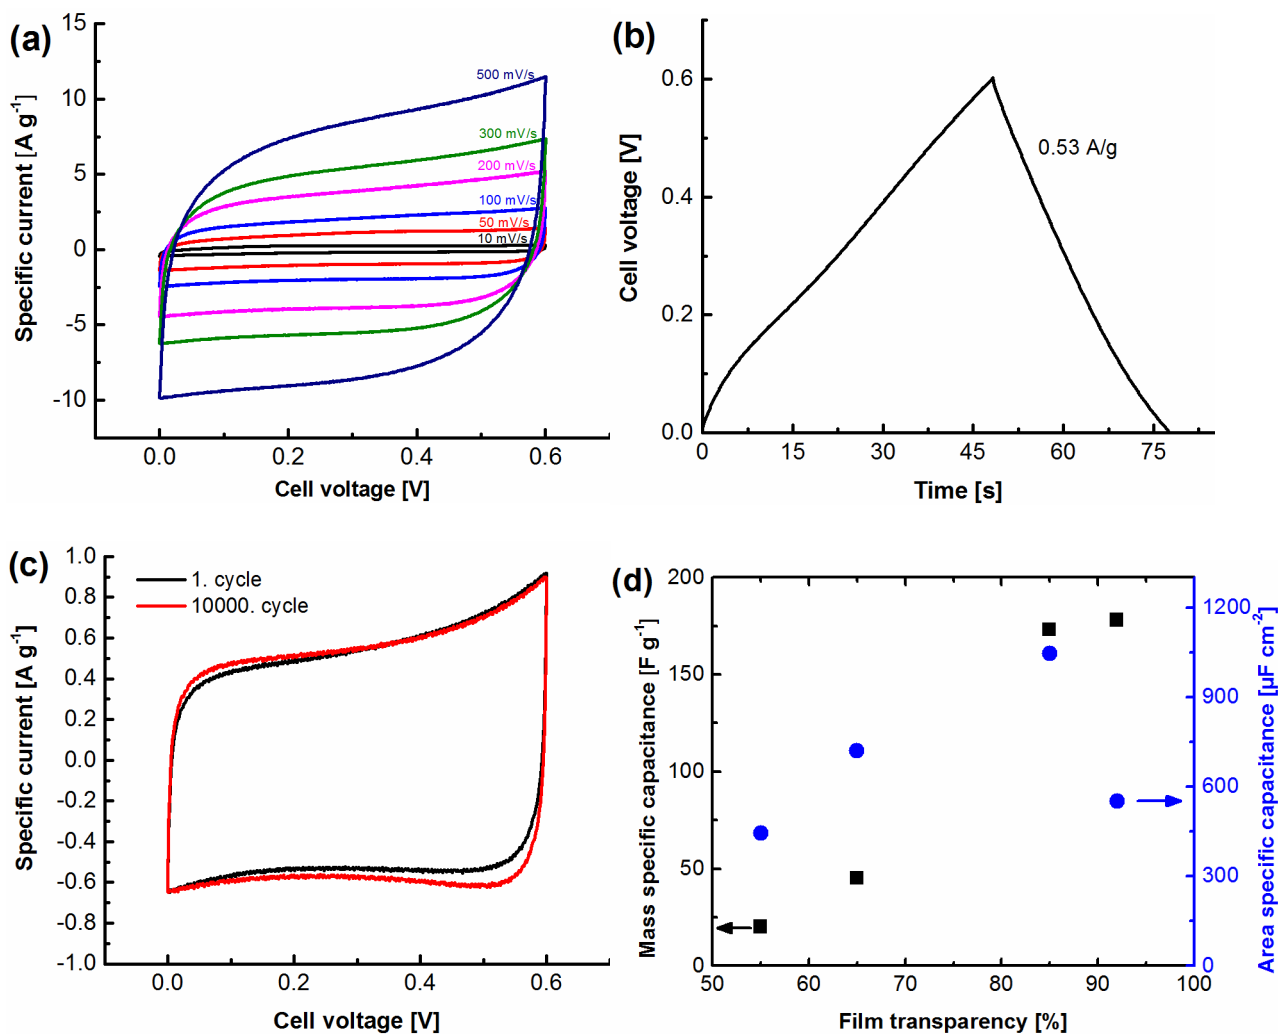 (a)
15
10
5
0
-5
-10
Specific current [A g-1]
500 mV/s
300 mV/s
200 mV/s
100 mV/s
50 mV/s
10 mV/s
0.0 0.2 0.4 0.6
Cell voltage [V]
(b)
0.6
0.4
0.2
0.0
Cell voltage [V]
0.53 A/g
0 15 30 45 60 75
Time [s]
(c)
1.0
0.8
0.6
0.4
0.2
0.0
-0.2
-0.4
-0.6
-0.8
-1.0
Specific current [A g-1]
1. cycle
10000. cycle
0.0 0.2 0.4 0.6
Cell voltage [V]
(d)
200
150
100
50
0
Mass specific capacitance [F g-1]
1200
900
600
300
0
Area specific capacitance [µF cm-2]
50 60 70 80 90 100
Film transparency [%]